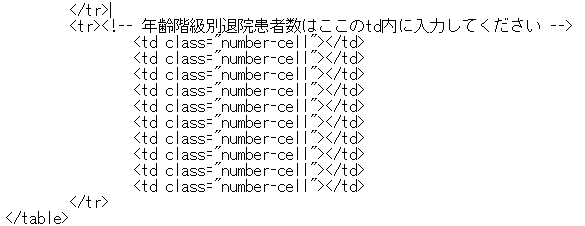 </tr>
<tr><!-- 年齢階級別退院患者数はここのtd内に入力してください -->
<td class="number-cell"></td>
<td class="number-cell"></td>
<td class="number-cell"></td>
<td class="number-cell"></td>
<td class="number-cell"></td>
<td class="number-cell"></td>
<td class="number-cell"></td>
<td class="number-cell"></td>
<td class="number-cell"></td>
<td class="number-cell"></td>
</tr>
</table>